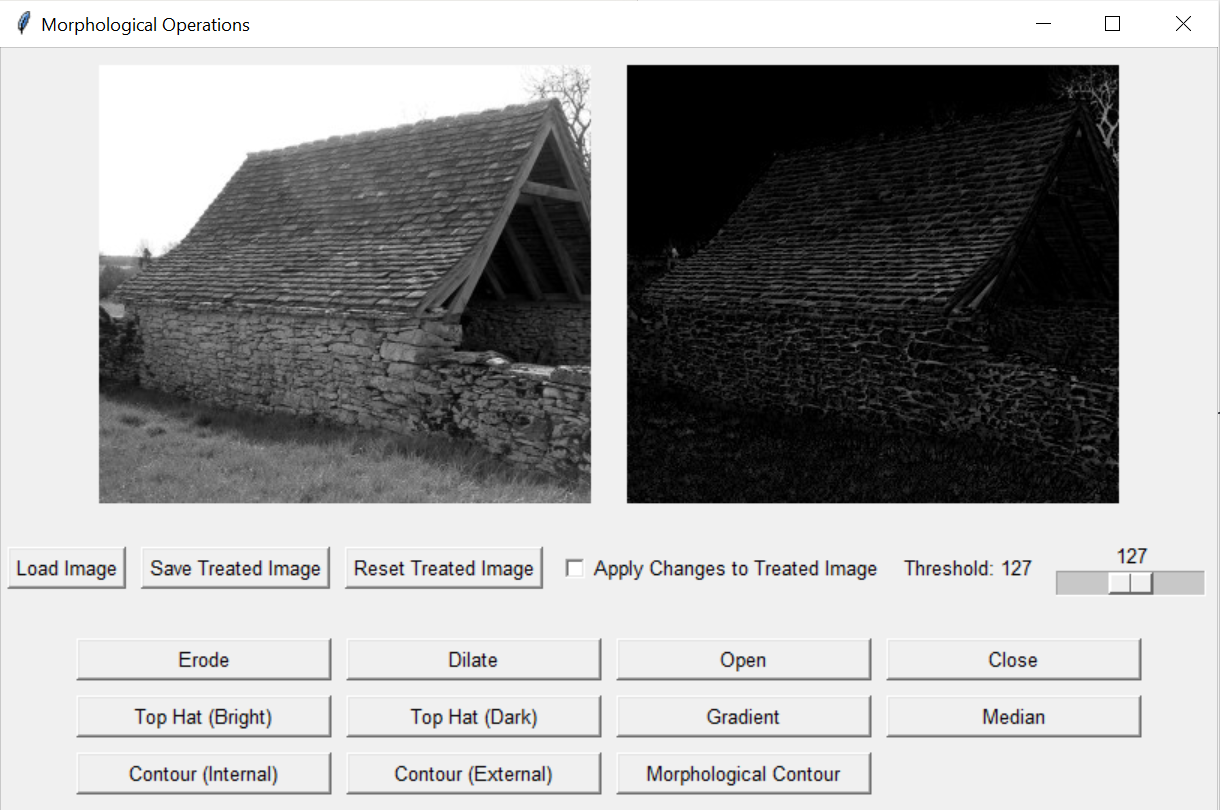 Morphological Operations
Load Image
Save Treated Image
Reset Treated Image
Apply Changes to Treated Image
Threshold: 127
127
Erode
Dilate
Open
Close
Top Hat (Bright)
Top Hat (Dark)
Gradient
Median
Contour (Internal)
Contour (External)
Morphological Contour